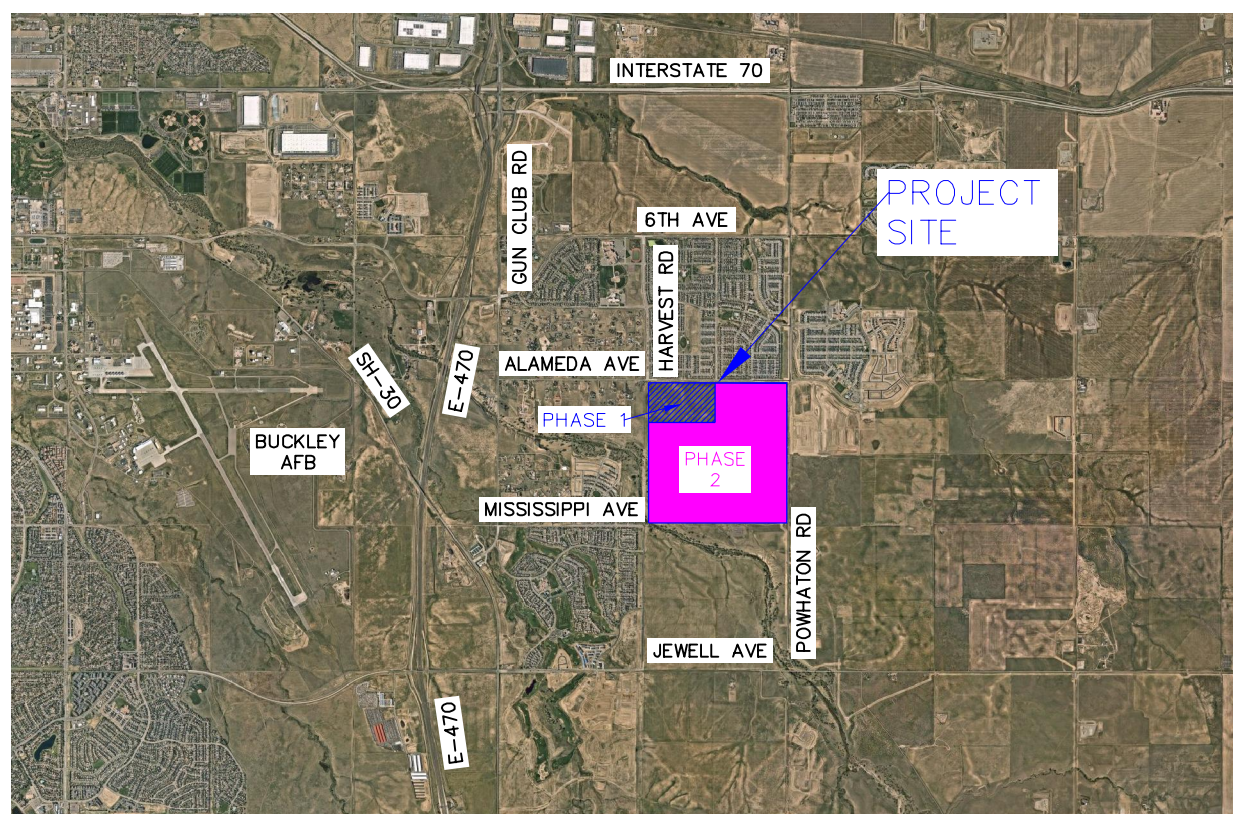 INTERSTATE 70
GUN CLUB RD
PROJECT
SITE
6TH AVE
HARVEST RD
ALAMEDA AVE
SH-30
E-470
PHASE 1
BUCKLEY
AFB
PHASE
2
MISSISSIPPI AVE
POWHATON RD
JEWELL AVE
E-470